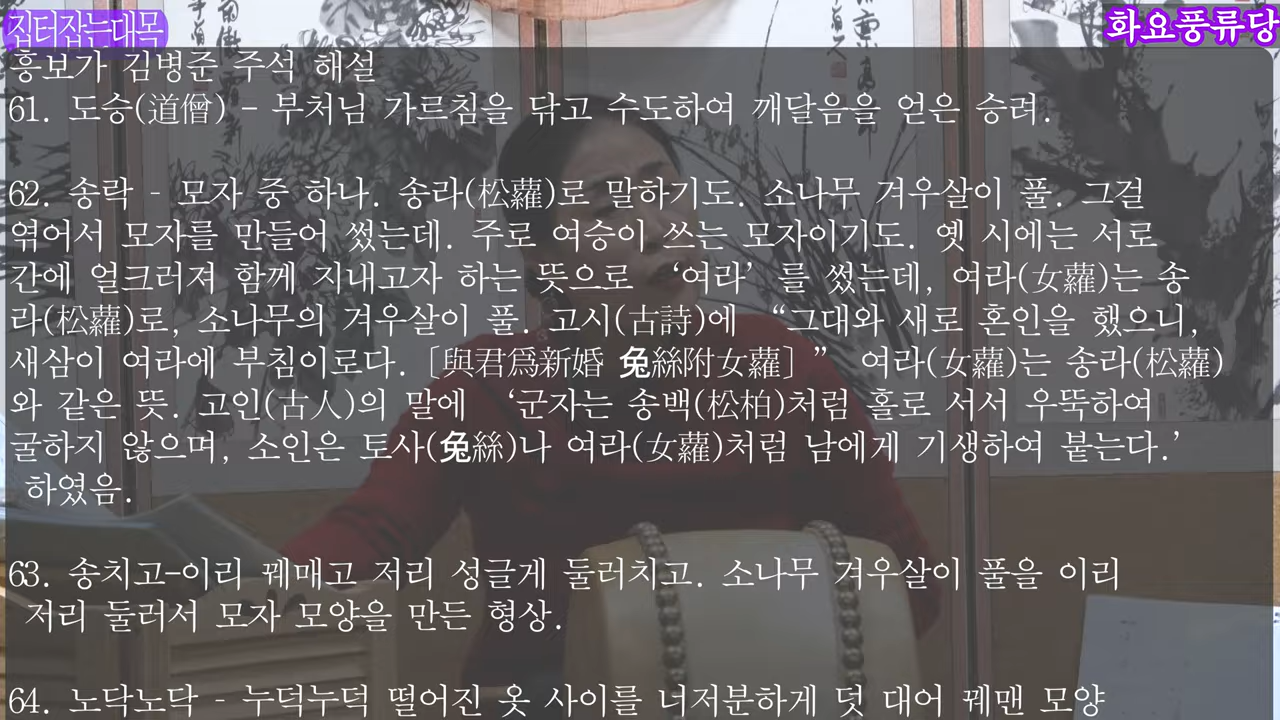 집터잡는대목
화요풍류당
흥보가 김병준 주석 해설
61. 도승(道僧) - 부처님 가르침을 닦고 수도하여 깨달음을 얻은 승려.
62. 송락 - 모자 중 하나. 송라(松蘿)로 말하기도. 소나무 겨우살이 풀. 그걸
엮어서 모자를 만들어 썼는데. 주로 여승이 쓰는 모자이기도. 옛 시에는 서로
간에 얼크러져 함께 지내고자 하는 뜻으로 ‘여라’를 썼는데, 여라(女蘿)는 송
라(松蘿)로, 소나무의 겨우살이 풀. 고시(古詩)에 “그대와 새로 혼인을 했으니,
새삼이 여라에 부침이로다.［與君爲新婚 兔絲附女蘿］” 여라(女蘿)는 송라(松蘿)
와 같은 뜻. 고인(古人)의 말에 ‘군자는 송백(松柏)처럼 홀로 서서 우뚝하여
굴하지 않으며, 소인은 토사(兔絲)나 여라(女蘿)처럼 남에게 기생하여 붙는다.’
하였음.
63. 송치고-이리 꿰매고 저리 성글게 둘러치고. 소나무 겨우살이 풀을 이리
저리 둘러서 모자 모양을 만든 형상.
64. 노닥노닥 - 누덕누덕 떨어진 옷 사이를 너저분하게 덧 대어 꿰맨 모양